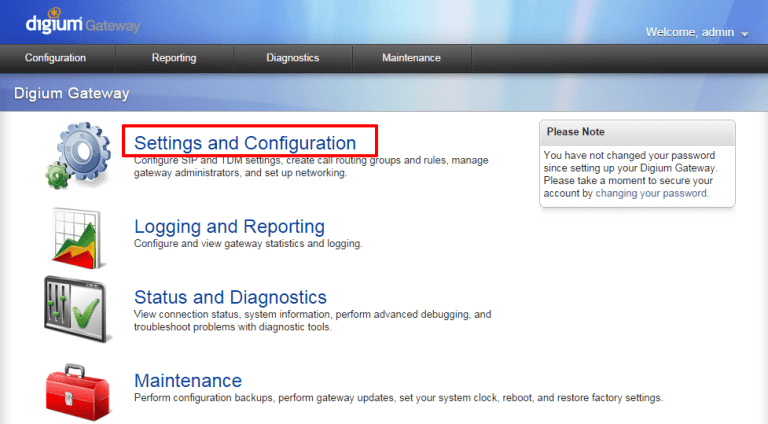 digium Gateway
Welcome, admin
Configuration Reporting Diagnostics Maintenance
Digium Gateway
Settings and Configuration
Configure SIP and TDM settings, create call routing groups and rules, manage
gateway administrators, and set up networking.
Please Note
You have not changed your password
since setting up your Digium Gateway.
Please take a moment to secure your
account by changing your password.
Logging and Reporting
Configure and view gateway statistics and logging.
Status and Diagnostics
View connection status, system information, perform advanced debugging, and
troubleshoot problems with diagnostic tools.
Maintenance
Perform configuration backups, perform gateway updates, set your system clock, reboot, and restore factory settings.